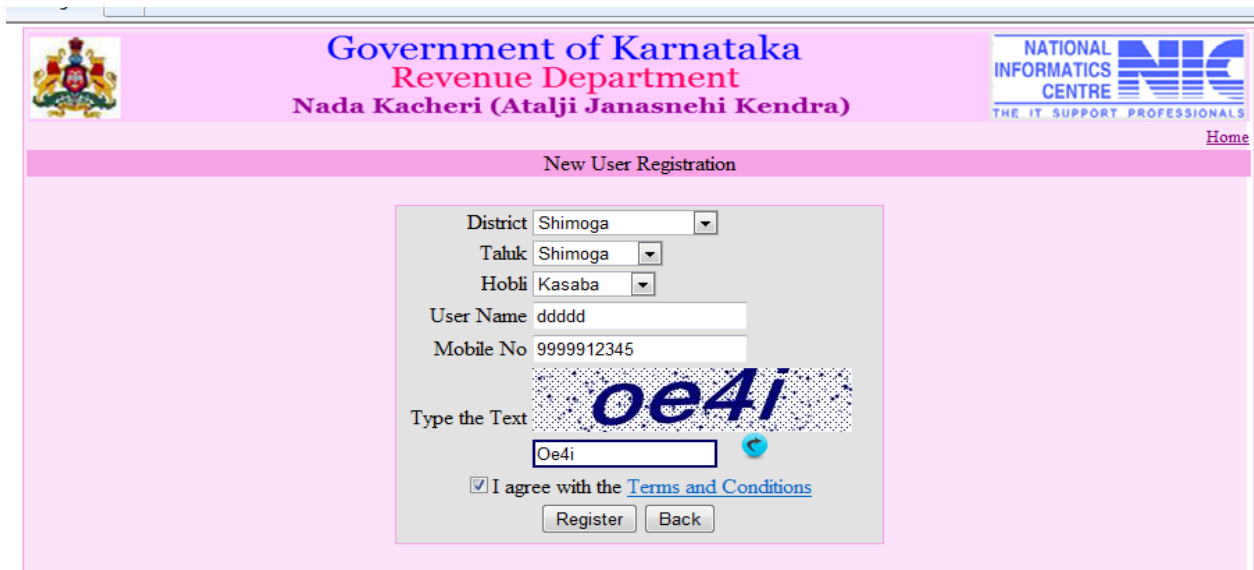 Government of Karnataka
Revenue Department
Nada Kacheri (Atalji Janasnehi Kendra)
NATIONAL
INFORMATICS
CENTRE
NIC
THE IT SUPPORT PROFESSIONALS
Home
New User Registration
District Shimoga
Taluk Shimoga
Hobli Kasaba
User Name ddddd
Mobile No 9999912345
oe4i
Type the Text
Oe4i
I agree with the Terms and Conditions
Register Back